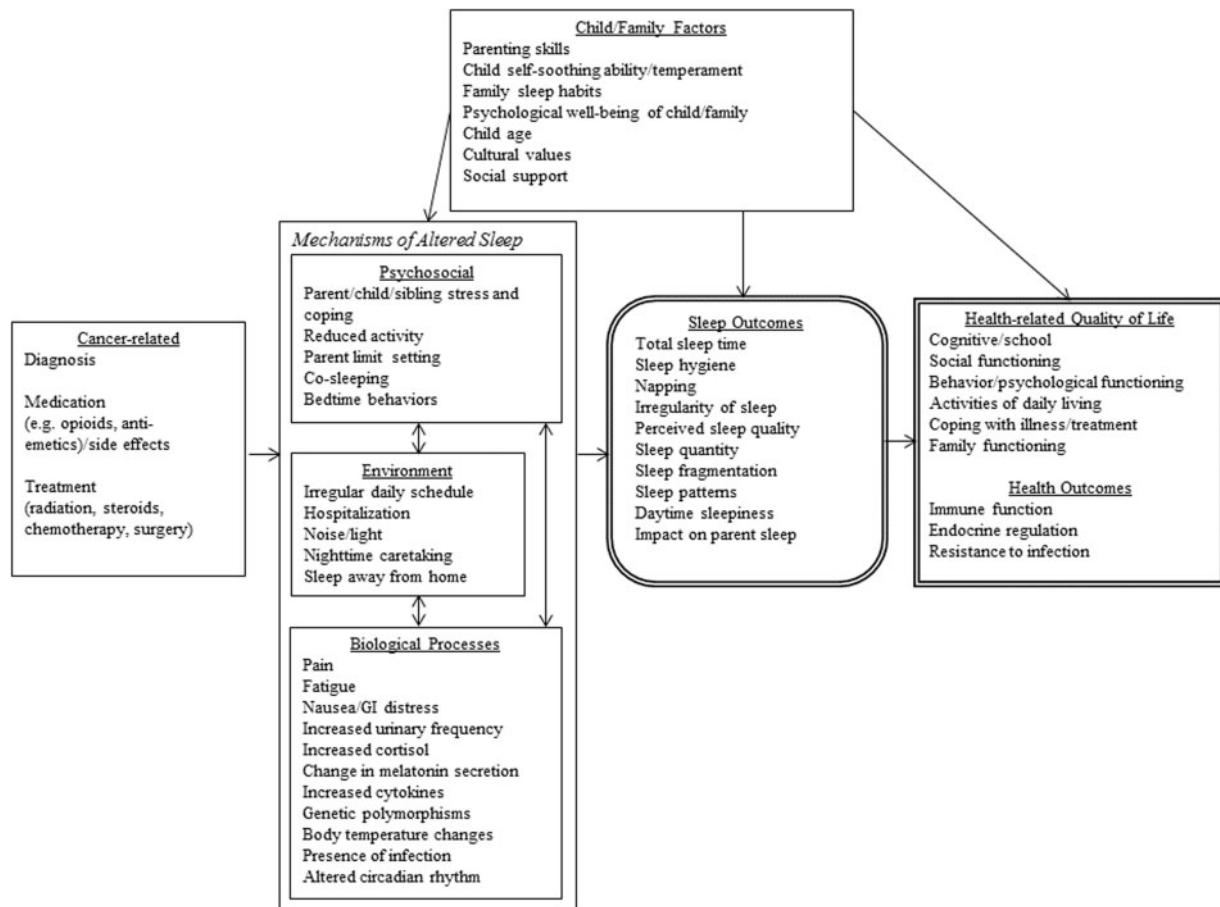 Child/Family Factors
Parenting skills
Child self-soothing ability/temperament
Family sleep habits
Psychological well-being of child/family
Child age
Cultural values
Social support
Cancer-related
Diagnosis
Medication
(e.g. opioids, anti-
emetics)/side effects
Treatment
(radiation, steroids,
chemotherapy, surgery)
Mechanisms of Altered Sleep
Psychosocial
Parent/child/sibling stress and
coping
Reduced activity
Parent limit setting
Co-sleeping
Bedtime behaviors
Environment
Irregular daily schedule
Hospitalization
Noise/light
Nighttime caretaking
Sleep away from home
Biological Processes
Pain
Fatigue
Nausea/GI distress
Increased urinary frequency
Increased cortisol
Change in melatonin secretion
Increased cytokines
Genetic polymorphisms
Body temperature changes
Presence of infection
Altered circadian rhythm
Sleep Outcomes
Total sleep time
Sleep hygiene
Napping
Irregularity of sleep
Perceived sleep quality
Sleep quantity
Sleep fragmentation
Sleep patterns
Daytime sleepiness
Impact on parent sleep
Health-related Quality of Life
Cognitive/school
Social functioning
Behavior/psychological functioning
Activities of daily living
Coping with illness/treatment
Family functioning
Health Outcomes
Immune function
Endocrine regulation
Resistance to infection